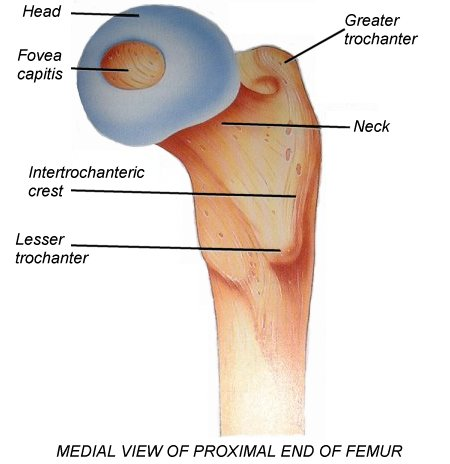 Head
Greater
trochanter
Fovea
capitis
Neck
Intertrochanteric
crest
Lesser
trochanter
MEDIAL VIEW OF PROXIMAL END OF FEMUR